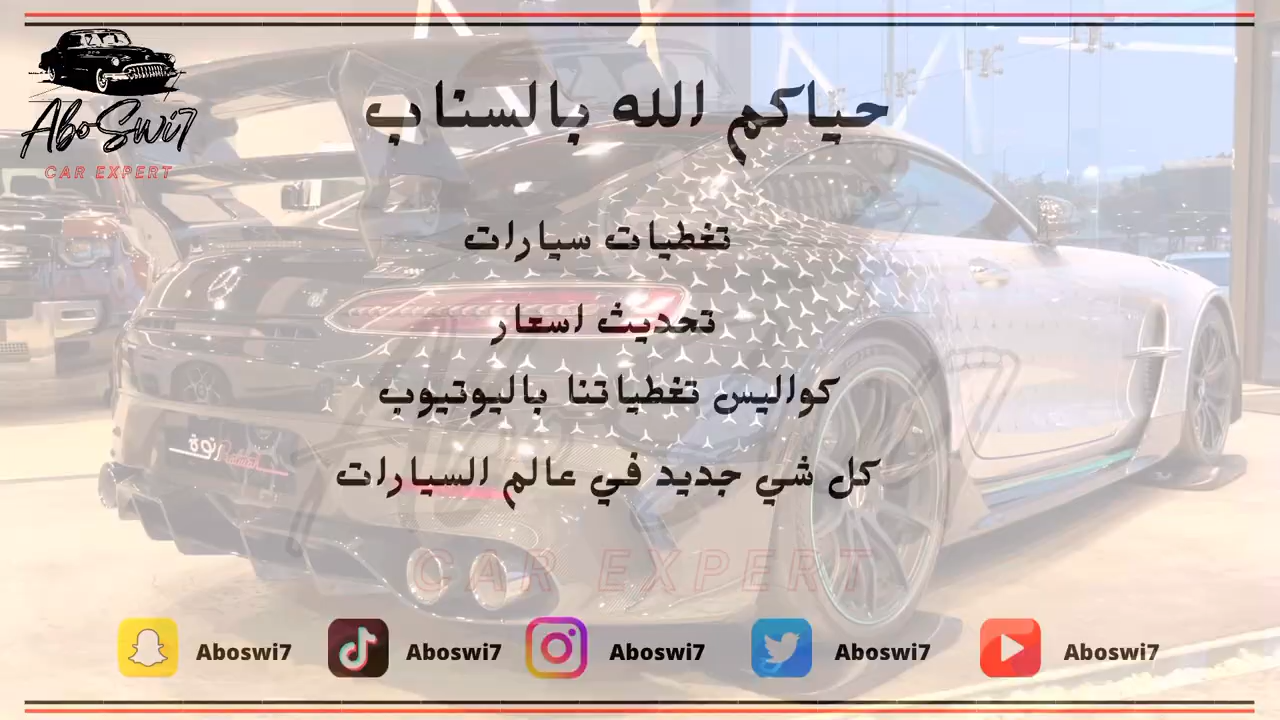 AboSwi7
CAR EXPERT
حياكم الله بالسناب
تغطيات سيارات
تحديث اسعار
كواليس تغطياتنا باليوتيوب
كل شي جديد في عالم السيارات
CAR EXPERT
Aboswi7
Aboswi7
Aboswi7
Aboswi7
Aboswi7